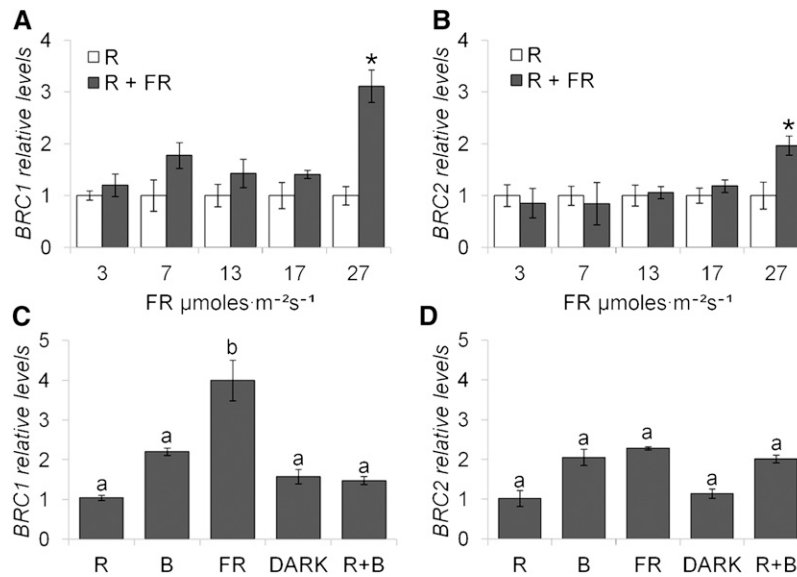 A
BRC1 relative levels
4
3
2
1
0
R
R + FR
*
3 7 13 17 27
FR µmoles·m⁻²s⁻¹
B
BRC2 relative levels
4
3
2
1
0
R
R + FR
*
3 7 13 17 27
C
BRC1 relative levels
5
4
3
2
1
0
a a b a a
R B FR DARK R+B
D
BRC2 relative levels
5
4
3
2
1
0
a a a a a
R B FR DARK R+B